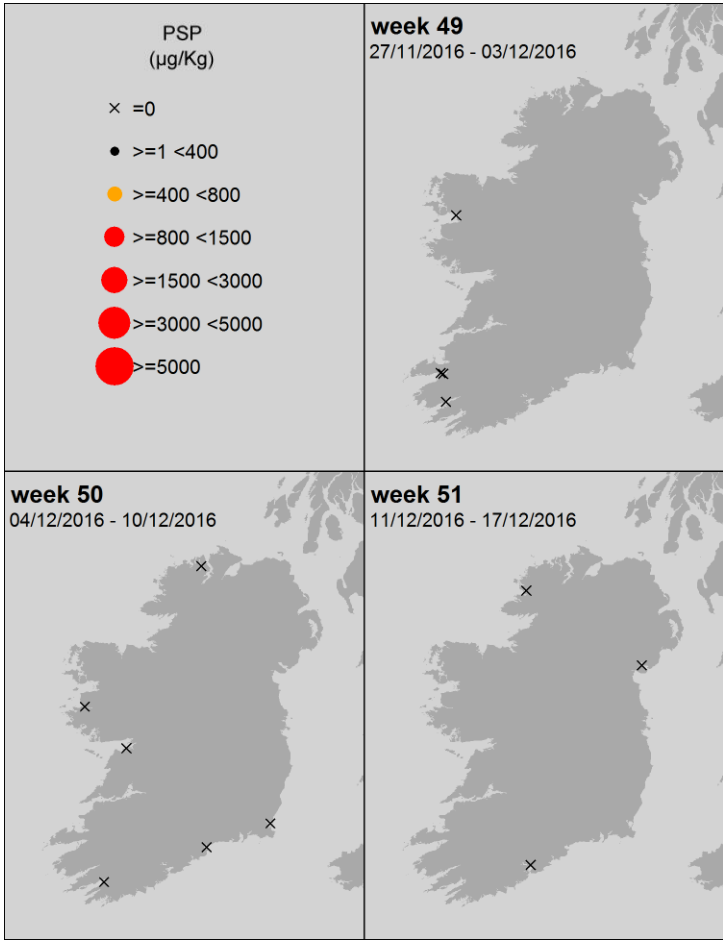 PSP
(µg/Kg)
=0
>=1 <400
>=400 <800
>=800 <1500
>=1500 <3000
>=3000 <5000
>=5000
week 49
27/11/2016 - 03/12/2016
week 50
04/12/2016 - 10/12/2016
week 51
11/12/2016 - 17/12/2016